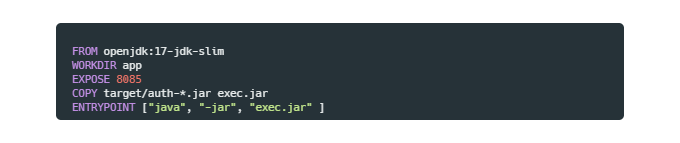 FROM openjdk:17-jdk-slim
WORKDIR app
EXPOSE 8085
COPY target/auth-*.jar exec.jar
ENTRYPOINT ["java", "-jar", "exec.jar" ]